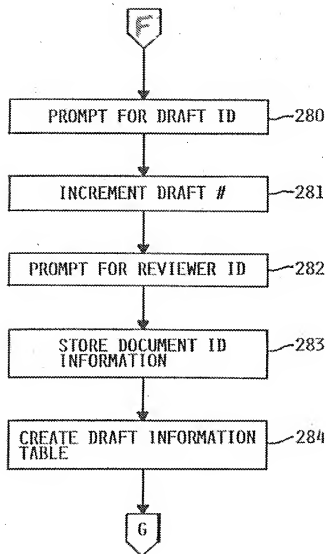 F
PROMPT FOR DRAFT ID
280
INCREMENT DRAFT #
281
PROMPT FOR REVIEWER ID
282
STORE DOCUMENT ID
INFORMATION
283
CREATE DRAFT INFORMATION
TABLE
284
G